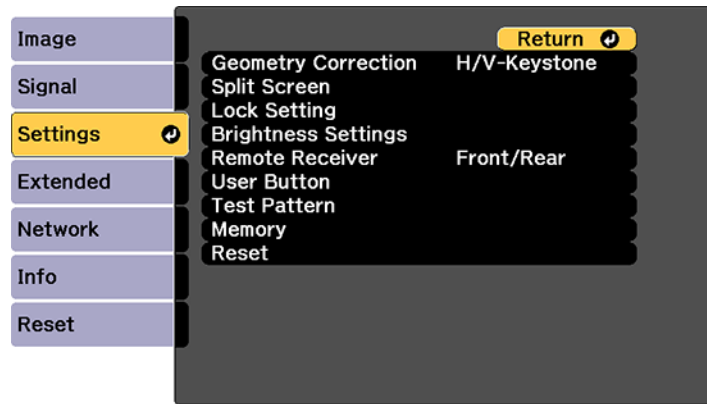 Image
Signal
Settings
Extended
Network
Info
Reset
Return
Geometry Correction H/V-Keystone
Split Screen
Lock Setting
Brightness Settings
Remote Receiver Front/Rear
User Button
Test Pattern
Memory
Reset